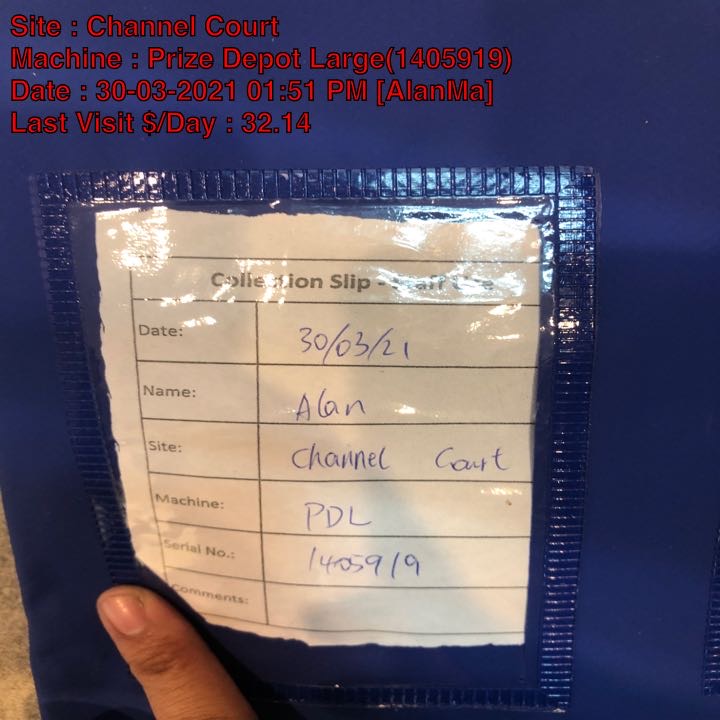 Site : Channel Court
Machine : Prize Depot Large(1405919)
Date : 30-03-2021 01:51 PM [AlanMa]
Last Visit $/Day : 32.14
Collection Slip - Staff Use
Date: 30/03/21
Name: Alan
Site: Channel Court
Machine: PDL
Serial No.: 1405919
Comments: